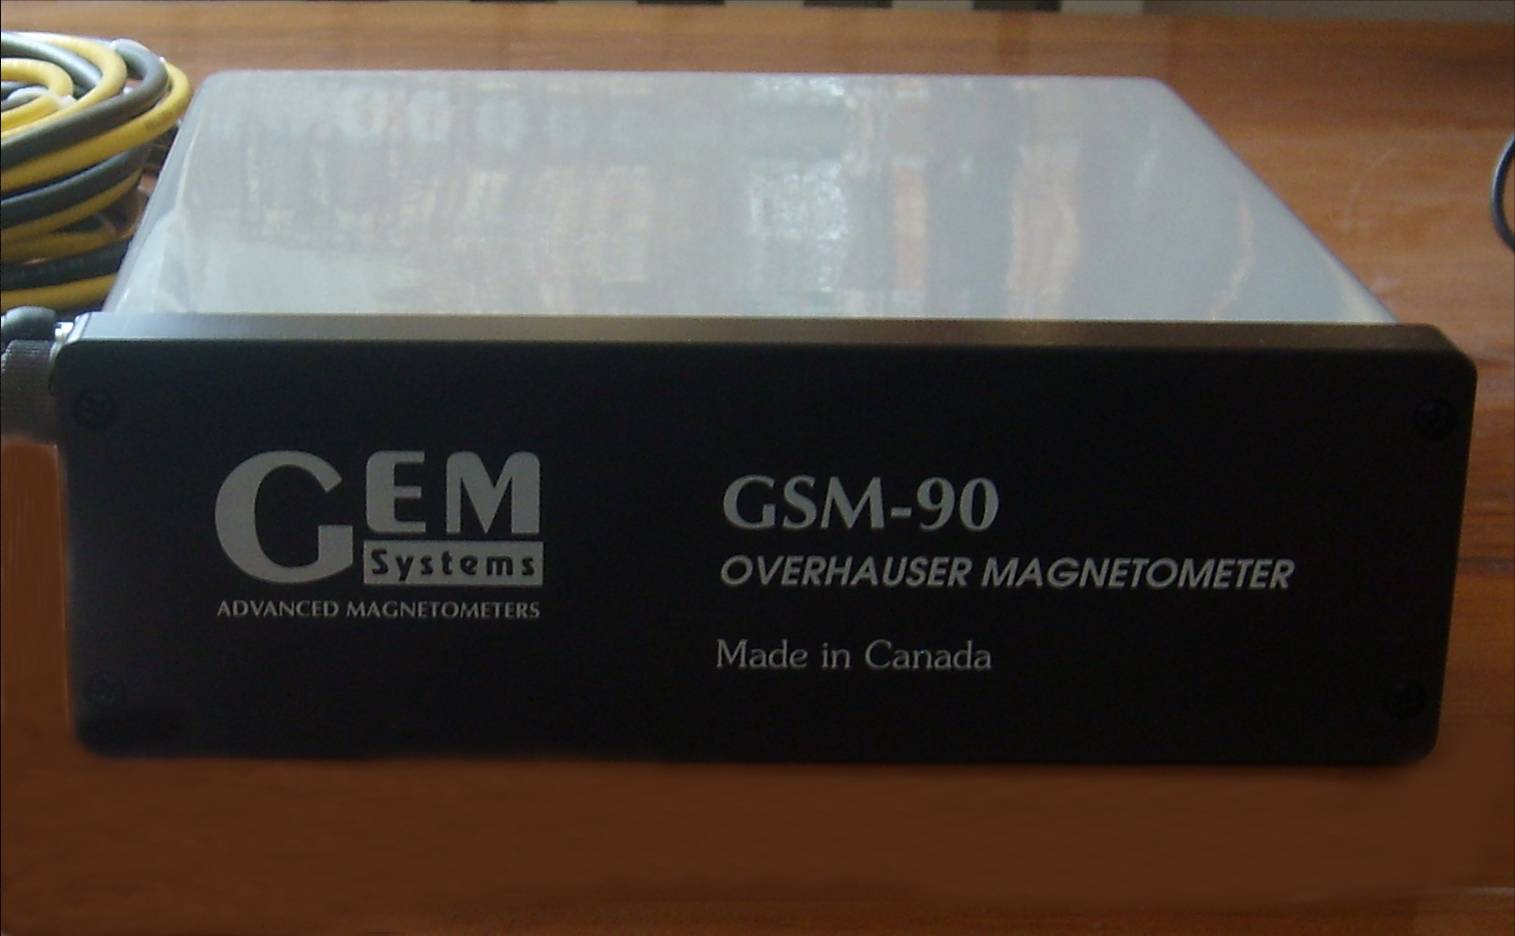 GEM
Systems
ADVANCED MAGNETOMETERS
GSM-90
OVERHAUSER MAGNETOMETER
Made in Canada